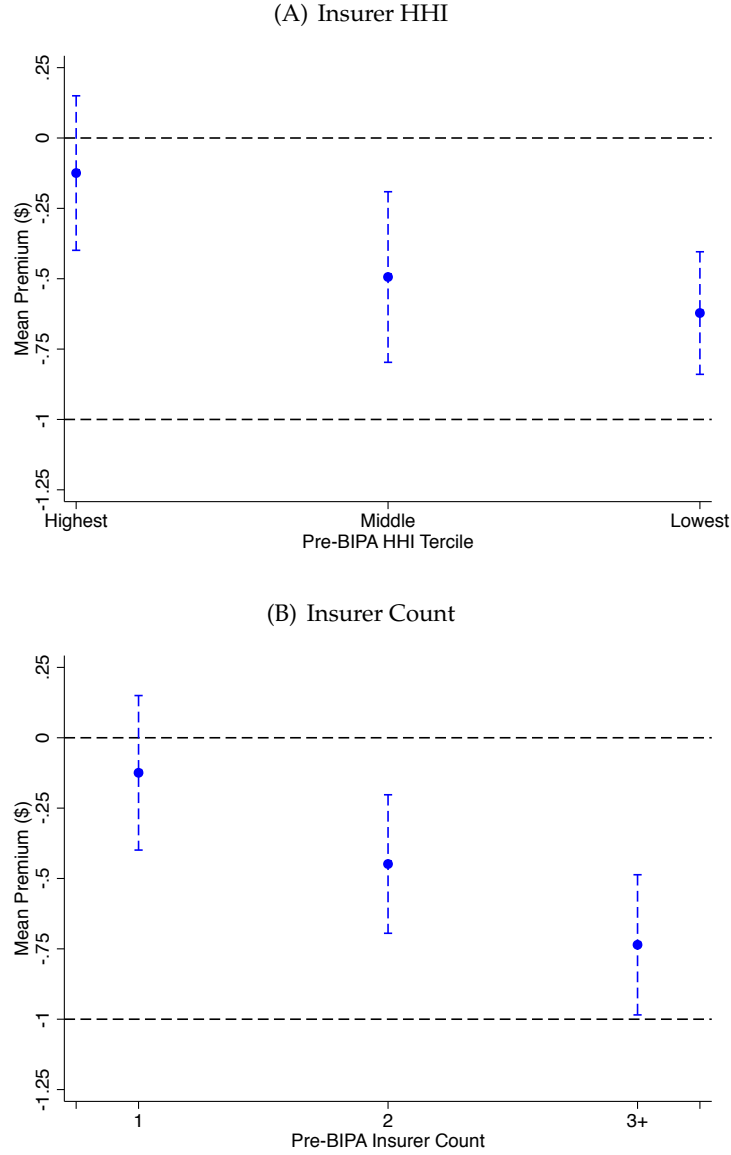 (A) Insurer HHI
.25
0
-.25
-.5
-.75
-1
-1.25
Mean Premium ($)
Highest
Middle
Lowest
Pre-BIPA HHI Tercile
(B) Insurer Count
.25
0
-.25
-.5
-.75
-1
-1.25
Mean Premium ($)
1
2
3+
Pre-BIPA Insurer Count